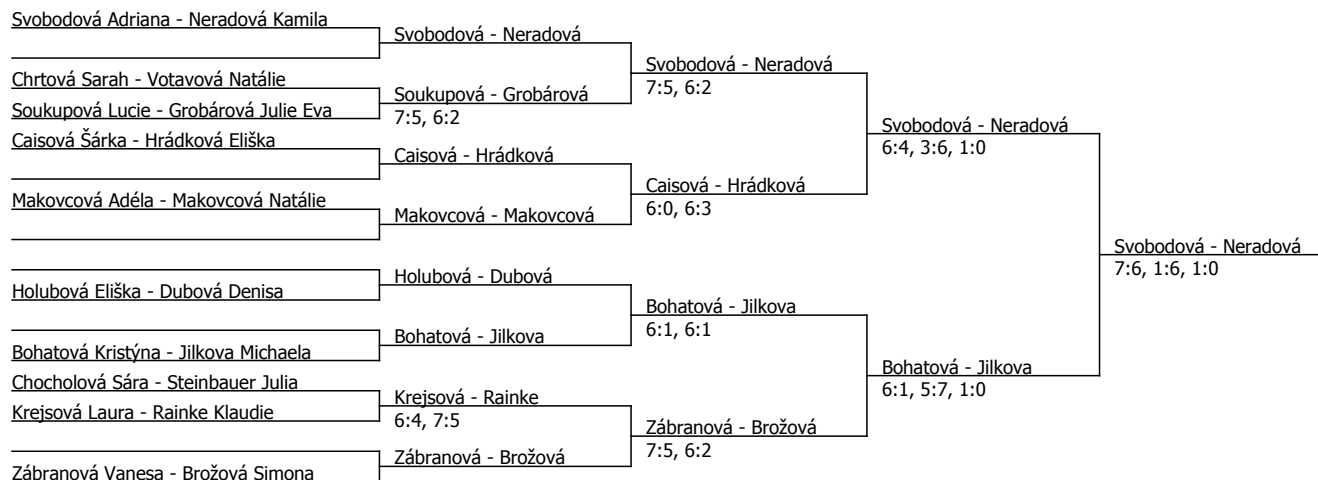 Svobodová Adriana - Neradová Kamila
Chrtová Sarah - Votavová Natálie
Soukupová Lucie - Grobárová Julie Eva
Caisová Šárka - Hrádková Eliška
Makovcová Adéla - Makovcová Natálie
Holubová Eliška - Dubová Denisa
Bohatová Kristýna - Jilkova Michaela
Chocholová Sára - Steinbauer Julia
Krejsová Laura - Rainke Klaudie
Zábranová Vanesa - Brožová Simona
Svobodová - Neradová
Soukupová - Grobárová
7:5, 6:2
Caisová - Hrádková
Makovcová - Makovcová
Holubová - Dubová
Bohatová - Jilkova
Krejsová - Rainke
6:4, 7:5
Zábranová - Brožová
Svobodová - Neradová
7:5, 6:2
Caisová - Hrádková
6:0, 6:3
Bohatová - Jilkova
6:1, 6:1
Zábranová - Brožová
7:5, 6:2
Svobodová - Neradová
6:4, 3:6, 1:0
Bohatová - Jilkova
6:1, 5:7, 1:0
Svobodová - Neradová
7:6, 1:6, 1:0